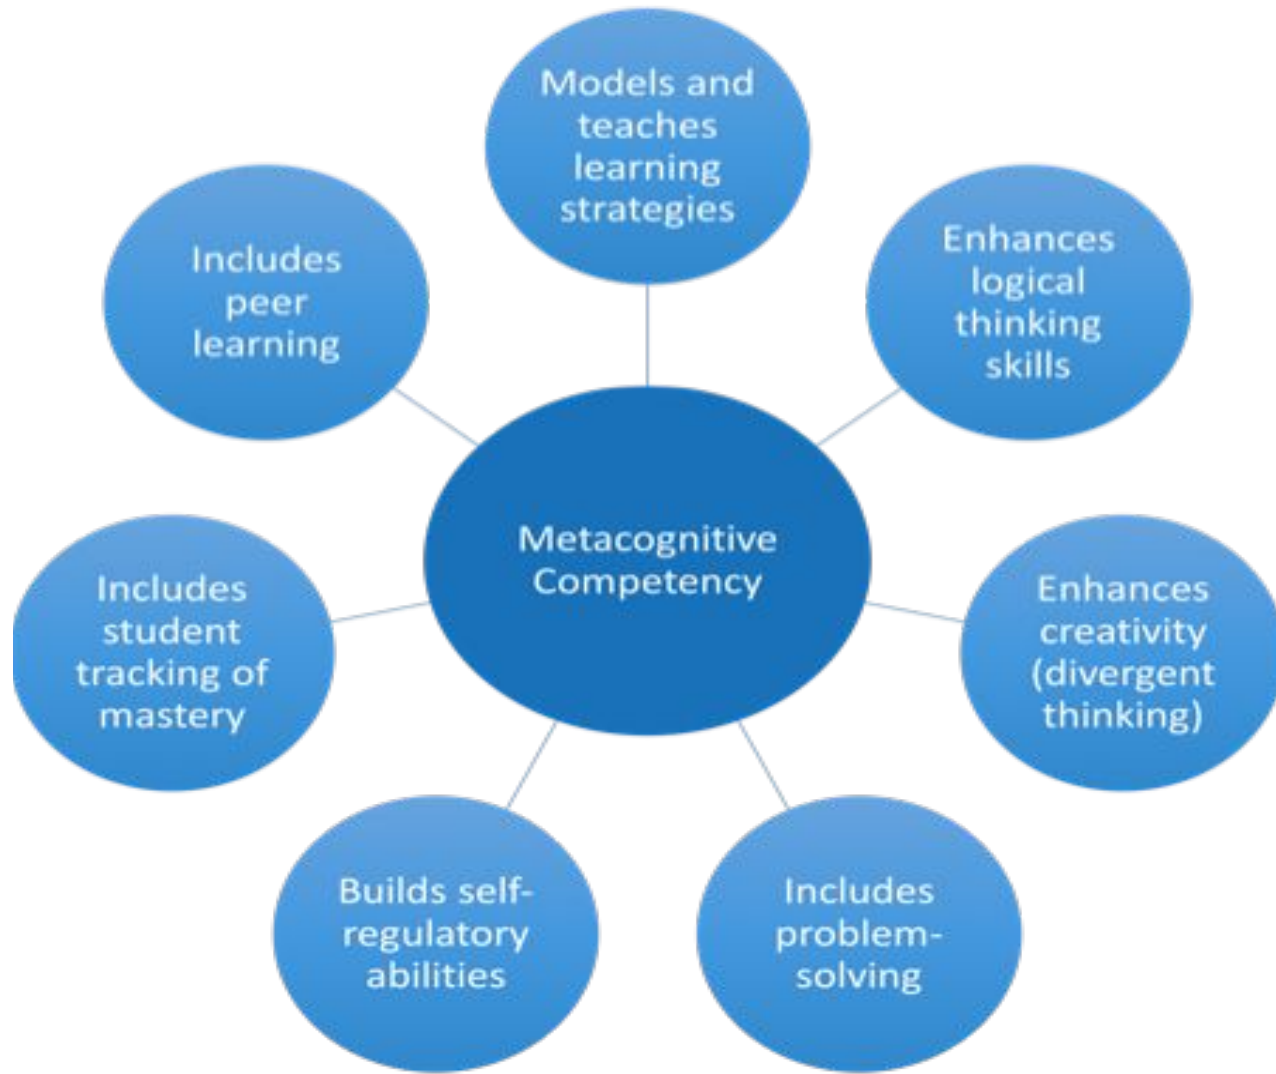 Models and
teaches
learning
strategies
Enhances
logical
thinking
skills
Enhances
creativity
(divergent
thinking)
Includes
problem-
solving
Builds self-
regulatory
abilities
Includes
student
tracking of
mastery
Includes
peer
learning
Metacognitive
Competency